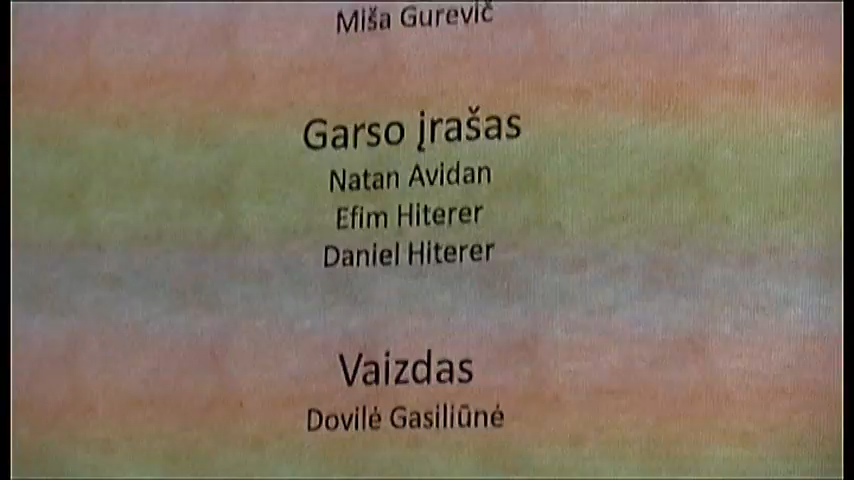 Miša Gurevič
Garso įrašas
Natan Avidan
Efim Hiterer
Daniel Hiterer
Vaizdas
Dovilė Gasiliūnė